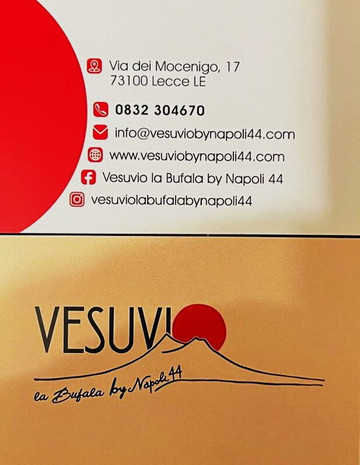 Via dei Mocenigo, 17
73100 Lecce LE
0832 304670
info@vesuviobynapoli44.com
www.vesuviobynapoli44.com
Vesuvio la Bufala by Napoli 44
vesuviolabufalabynapoli44
VESUVIO
la Bufala by Napoli 44